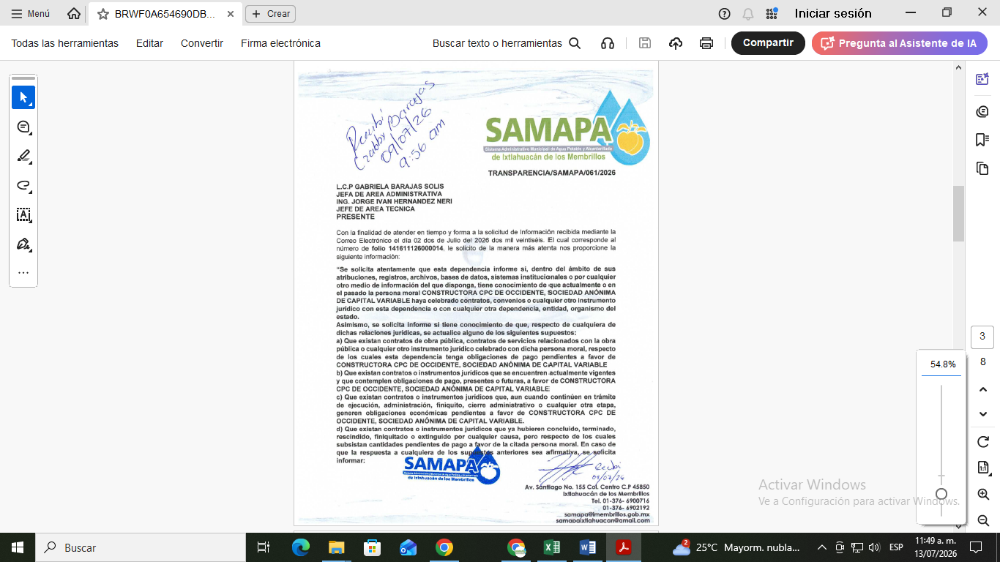 Menú
BRWF0A654690DB...
Crear
Iniciar sesión
Todas las herramientas
Editar
Convertir
Firma electrónica
Buscar texto o herramientas
Compartir
Pregunta al Asistente de IA
Recibí
Gabby Barajas
09/07/26
9:56 am
SAMAPA
Sistema Administrativo Municipal de Agua Potable y Alcantarillado
de Ixtlahuacán de los Membrillos
TRANSPARENCIA/SAMAPA/061/2026
L.C.P GABRIELA BARAJAS SOLIS
JEFA DE AREA ADMINISTRATIVA
ING. JORGE IVAN HERNANDEZ NERI
JEFE DE AREA TECNICA
PRESENTE
Con la finalidad de atender en tiempo y forma a la solicitud de Información recibida mediante la
Correo Electrónico el día 02 dos de Julio del 2026 dos mil veintiséis. El cual corresponde al
número de folio 141611126000014, le solicito de la manera más atenta nos proporcione la
siguiente información:
"Se solicita atentamente que esta dependencia informe si, dentro del ámbito de sus
atribuciones, registros, archivos, bases de datos, sistemas institucionales o por cualquier
otro medio de información del que disponga, tiene conocimiento de que actualmente o en
el pasado la persona moral CONSTRUCTORA CPC DE OCCIDENTE, SOCIEDAD ANÓNIMA
DE CAPITAL VARIABLE haya celebrado contratos, convenios o cualquier otro instrumento
jurídico con esta dependencia o con cualquier otra dependencia, entidad, organismo del
estado.
Asimismo, se solicita informe si tiene conocimiento de que, respecto de cualquiera de
dichas relaciones jurídicas, se actualice alguno de los siguientes supuestos:
a) Que existan contratos de obra pública, contratos de servicios relacionados con la obra
pública o cualquier otro instrumento jurídico celebrado con dicha persona moral, respecto
de los cuales esta dependencia tenga obligaciones de pago pendientes a favor de
CONSTRUCTORA CPC DE OCCIDENTE, SOCIEDAD ANÓNIMA DE CAPITAL VARIABLE
b) Que existan contratos o instrumentos jurídicos que se encuentren actualmente vigentes
y que contemplen obligaciones de pago, presentes o futuras, a favor de CONSTRUCTORA
CPC DE OCCIDENTE, SOCIEDAD ANÓNIMA DE CAPITAL VARIABLE
c) Que existan contratos o instrumentos jurídicos que, aun cuando continúen en trámite
de ejecución, administración, finiquito, cierre administrativo o cualquier otra etapa,
generen obligaciones económicas pendientes a favor de CONSTRUCTORA CPC DE
OCCIDENTE, SOCIEDAD ANÓNIMA DE CAPITAL VARIABLE.
d) Que existan contratos o instrumentos jurídicos que ya hubieren concluido, terminado,
rescindido, finiquitado o extinguido por cualquier causa, pero respecto de los cuales
subsistan cantidades pendientes de pago a favor de la citada persona moral. En caso de
que la respuesta a cualquiera de los supuestos anteriores sea afirmativa, se solicita
informar:
SAMAPA
Sistema Administrativo Municipal de Agua Potable y Alcantarillado
de Ixtlahuacán de los Membrillos
Recibi
Av. Santiago No. 155 Col. Centro C.P 45850
Ixtlahuacán de los Membrillos
Tel. 01-376- 6900716
01-376- 6902192
samapa@imembrillos.gob.mx
samapaixtlahuacan@gmail.com
3
8
54.8%
Activar Windows
Ve a Configuración para activar Windows.
Buscar
25°C Mayorm. nubla...
ESP
11:49 a. m.
13/07/2026